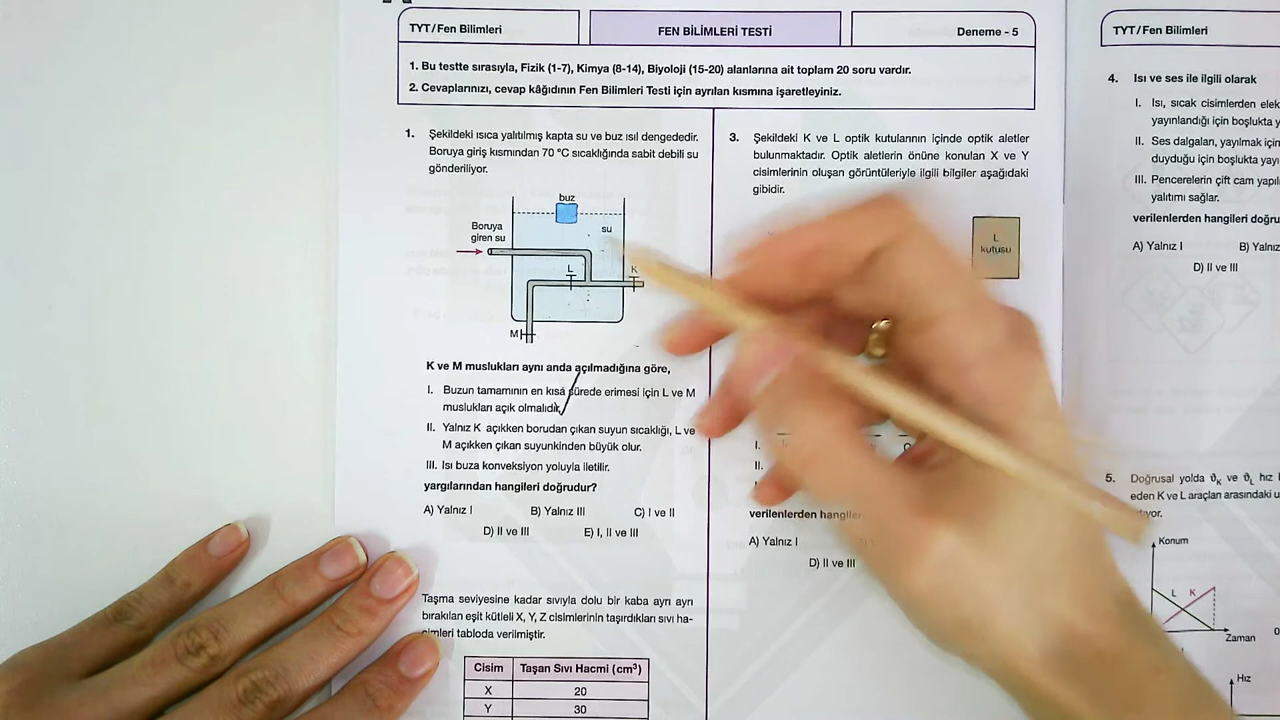 TYT/Fen Bilimleri
FEN BİLİMLERİ TESTİ
Deneme - 5
1. Bu testte sırasıyla, Fizik (1-7), Kimya (8-14), Biyoloji (15-20) alanlarına ait toplam 20 soru vardır.
2. Cevaplarınızı, cevap kâğıdının Fen Bilimleri Testi için ayrılan kısmına işaretleyiniz.
1. Şekildeki ısıca yalıtılmış kapta su ve buz ısıl dengededir.
Boruya giriş kısmından 70 °C sıcaklığında sabit debili su
gönderiliyor.
buz
su
Boruya
giren su
L
K
M
K ve M muslukları aynı anda açılmadığına göre,
I. Buzun tamamının en kısa sürede erimesi için L ve M
muslukları açık olmalıdır.
II. Yalnız K açıkken borudan çıkan suyun sıcaklığı, L ve
M açıkken çıkan suyunkinden büyük olur.
III. Isı buza konveksiyon yoluyla iletilir.
yargılarından hangileri doğrudur?
A) Yalnız I
B) Yalnız III
C) I ve II
D) II ve III
E) I, II ve III
Taşma seviyesine kadar sıvıyla dolu bir kaba ayrı ayrı
bırakılan eşit kütleli X, Y, Z cisimlerinin taşırdıkları sıvı ha-
cimleri tabloda verilmiştir.
Cisim
Taşan Sıvı Hacmi (cm³)
X
20
Y
30
3. Şekildeki K ve L optik kutularının içinde optik aletler
bulunmaktadır. Optik aletlerin önüne konulan X ve Y
cisimlerinin oluşan görüntüleriyle ilgili bilgiler aşağıdaki
gibidir.
L
kutusu
I.
II.
verilenlerden
A) Yalnız I
D) II ve III
TYT/Fen Bilimleri
4. Isı ve ses ile ilgili olarak
I. Isı, sıcak cisimlerden
yayınlandığı için boşlukta
II. Ses dalgaları, yayılmak
duyduğu için boşlukta
III. Pencerelerin çift cam
yalıtımı sağlar.
verilenlerden hangileri
A) Yalnız I
B)
D) II ve III
5. Doğrusal yolda ϑK ve ϑL hız
eden K ve L araçları arasındaki
Konum
L
K
Zaman
0
Hız